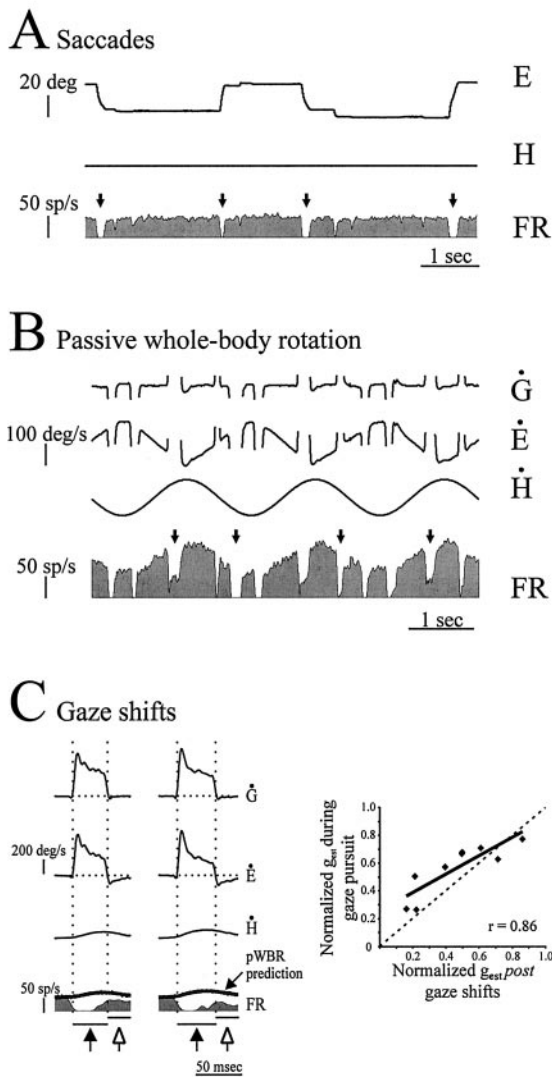 A Saccades
20 deg
E
H
50 sp/s
FR
1 sec
B Passive whole-body rotation
Ġ
100 deg/s
Ė
Ḣ
50 sp/s
FR
1 sec
C Gaze shifts
Ġ
200 deg/s
Ė
Ḣ
pWBR
prediction
50 sp/s
FR
50 msec
Normalized gest during
gaze pursuit
1.0
0.8
0.6
0.4
0.2
0
r = 0.86
0.2 0.4 0.6 0.8 1.0
Normalized gest post
gaze shifts